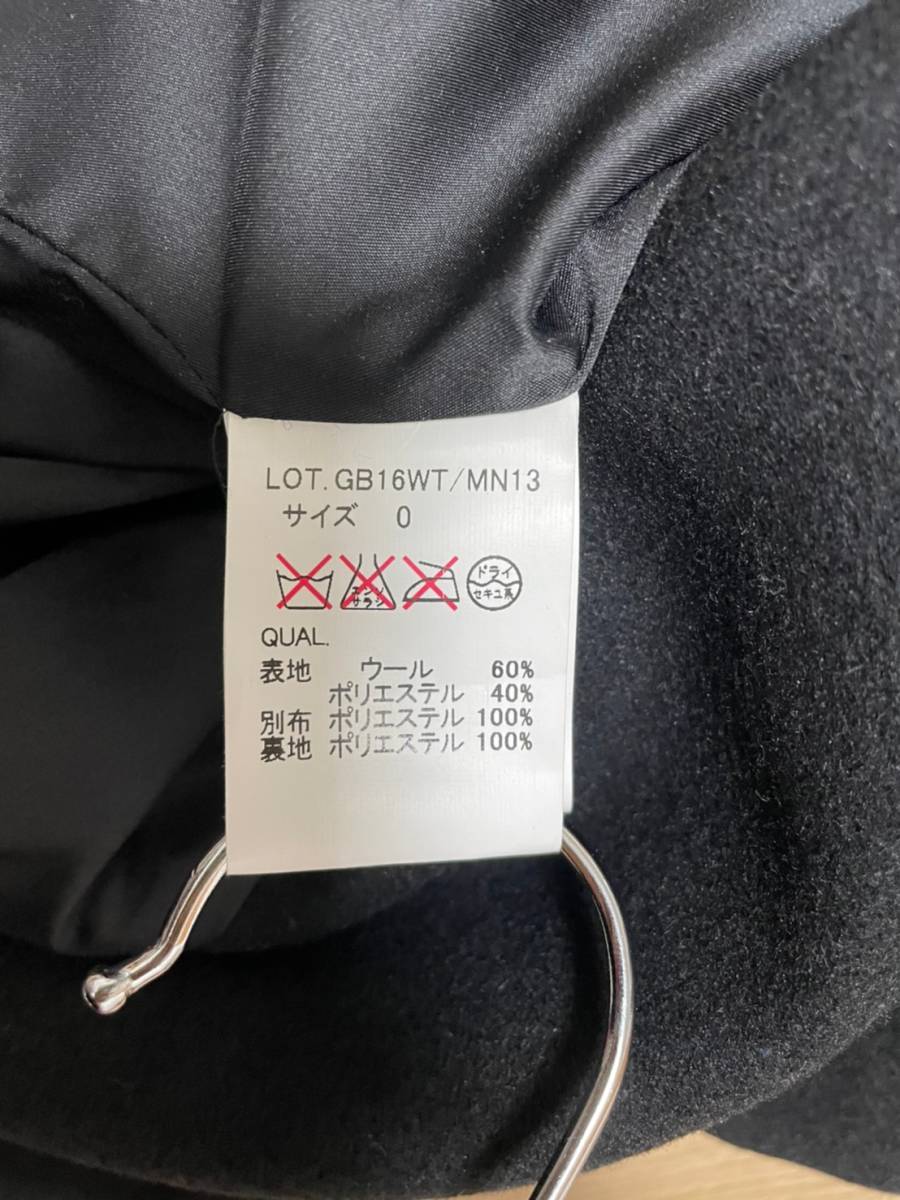 LOT.GB16WT/MN13
サイズ 0
エンソ
サラシ
ドライ
セキユ系
QUAL.
表地 ウール 60%
ポリエステル 40%
別布 ポリエステル 100%
裏地 ポリエステル 100%